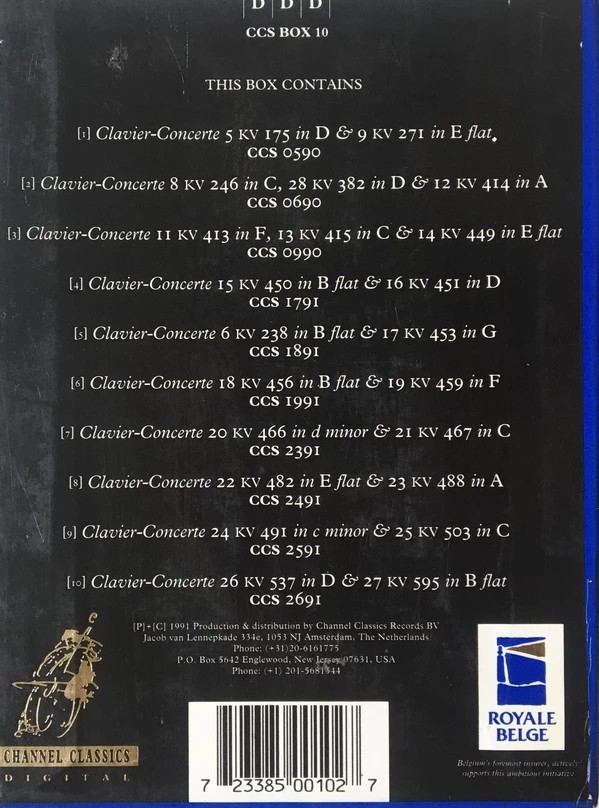 D D D
CCS BOX 10
THIS BOX CONTAINS
[1] Clavier-Concerte 5 KV 175 in D & 9 KV 271 in E flat.
CCS 0590
[2] Clavier-Concerte 8 KV 246 in C, 28 KV 382 in D & 12 KV 414 in A
CCS 0690
[3] Clavier-Concerte 11 KV 413 in F, 13 KV 415 in C & 14 KV 449 in E flat
CCS 0990
[4] Clavier-Concerte 15 KV 450 in B flat & 16 KV 451 in D
CCS 1791
[5] Clavier-Concerte 6 KV 238 in B flat & 17 KV 453 in G
CCS 1891
[6] Clavier-Concerte 18 KV 456 in B flat & 19 KV 459 in F
CCS 1991
[7] Clavier-Concerte 20 KV 466 in d minor & 21 KV 467 in C
CCS 2391
[8] Clavier-Concerte 22 KV 482 in E flat & 23 KV 488 in A
CCS 2491
[9] Clavier-Concerte 24 KV 491 in c minor & 25 KV 503 in C
CCS 2591
[10] Clavier-Concerte 26 KV 537 in D & 27 KV 595 in B flat
CCS 2691
[P]+[C] 1991 Production & distribution by Channel Classics Records BV
Jacob van Lennepkade 334e, 1053 NJ Amsterdam, The Netherlands
Phone: (+31)20-6161775
P.O. Box 5642 Englewood, New Jersey 07631, USA
Phone: (+1) 201-5681544
CHANNEL CLASSICS
DIGITAL
7 23385 00102 7
ROYALE
BELGE
Belgium's foremost insurer, actively
supports this ambitious initiative